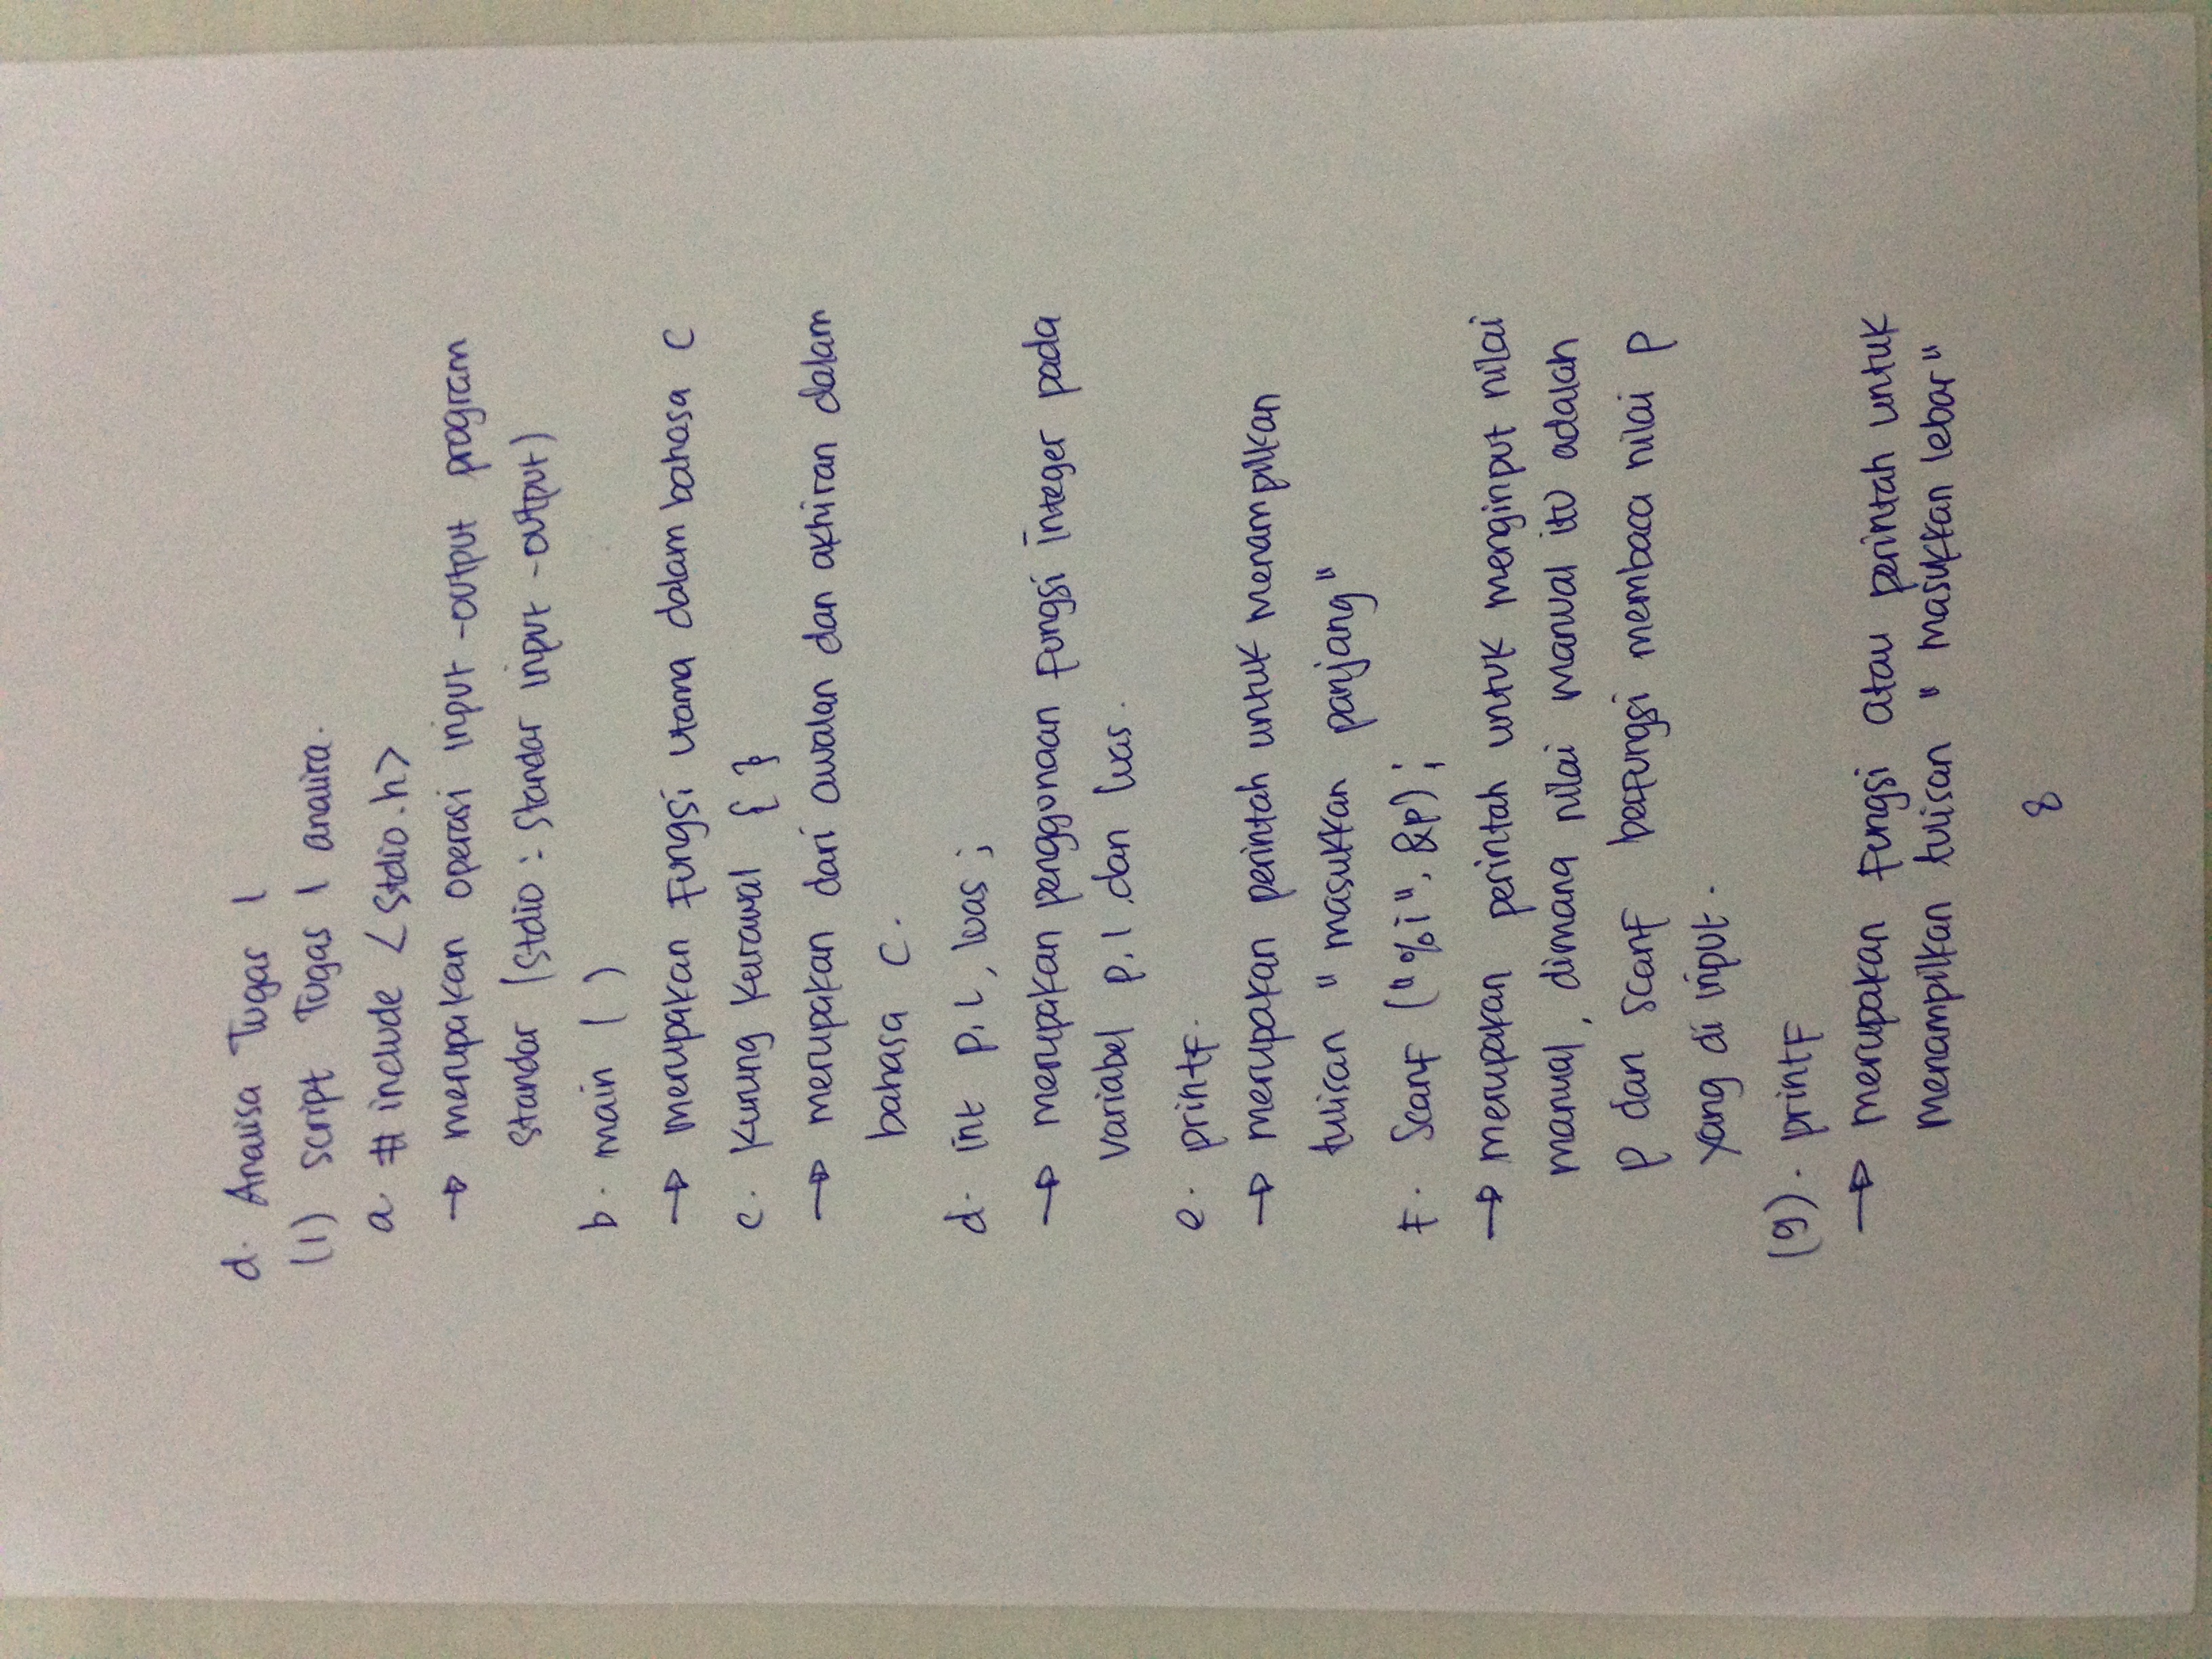 d. Analisa Tugas 1
(1) script Tugas 1 analisa.
a. # include <stdio.h>
→ merupakan operasi input -output program
standar (stdio : standar input -output)
b. main ( )
→ merupakan fungsi utama dalam bahasa C
c. Kurung Kurawal { }
→ merupakan dari awalan dan akhiran dalam
bahasa C.
d. int p, l, luas ;
→ merupakan penggunaan fungsi integer pada
variabel p, l, dan luas.
e. printf.
→ merupakan perintah untuk menampilkan
tulisan "masukkan panjang"
f. Scanf ("%i", &p);
→ merupakan perintah untuk menginput nilai
manual, dimana nilai manual itu adalah
p dan scanf berfungsi membaca nilai p
yang di input.
(g). printf
→ merupakan fungsi atau perintah untuk
menampilkan tulisan " masukkan lebar"
8